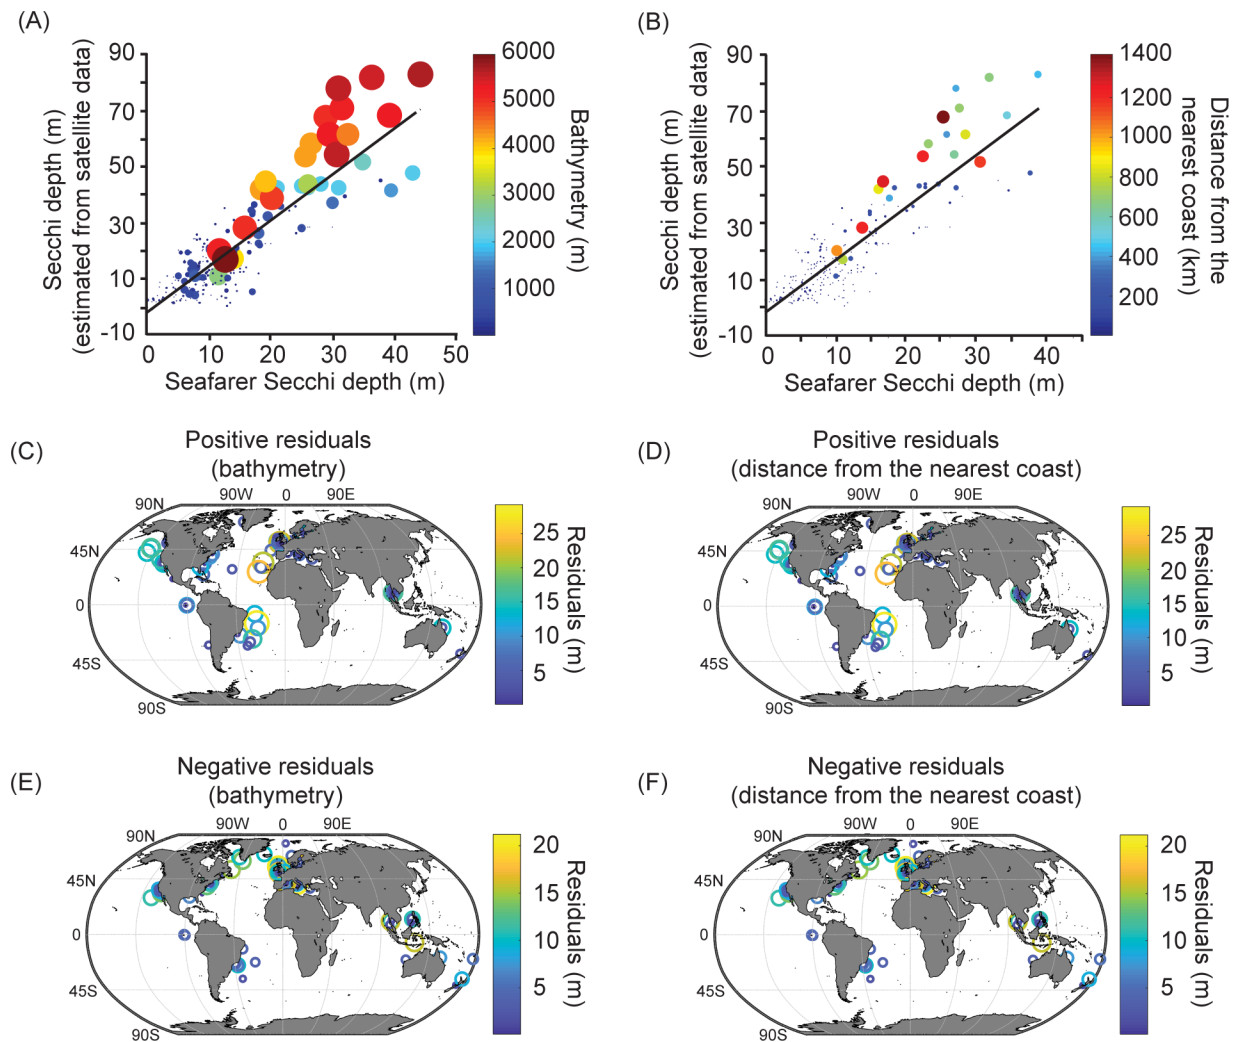 (A)
Secchi depth (m)
(estimated from satellite data)
90
70
50
30
10
-10
0
10
20
30
40
50
Seafarer Secchi depth (m)
6000
5000
4000
3000
2000
1000
Bathymetry (m)
(B)
Secchi depth (m)
(estimated from satellite data)
90
70
50
30
10
-10
0
10
20
30
40
Seafarer Secchi depth (m)
1400
1200
1000
800
600
400
200
Distance from the
nearest coast (km)
(C)
Positive residuals
(bathymetry)
90W
0
90E
90N
45N
0
45S
90S
25
20
15
10
5
Residuals (m)
(D)
Positive residuals
(distance from the nearest coast)
90W
0
90E
90N
45N
0
45S
90S
25
20
15
10
5
Residuals (m)
(E)
Negative residuals
(bathymetry)
90W
0
90E
90N
45N
0
45S
90S
20
15
10
5
Residuals (m)
(F)
Negative residuals
(distance from the nearest coast)
90W
0
90E
90N
45N
0
45S
90S
20
15
10
5
Residuals (m)